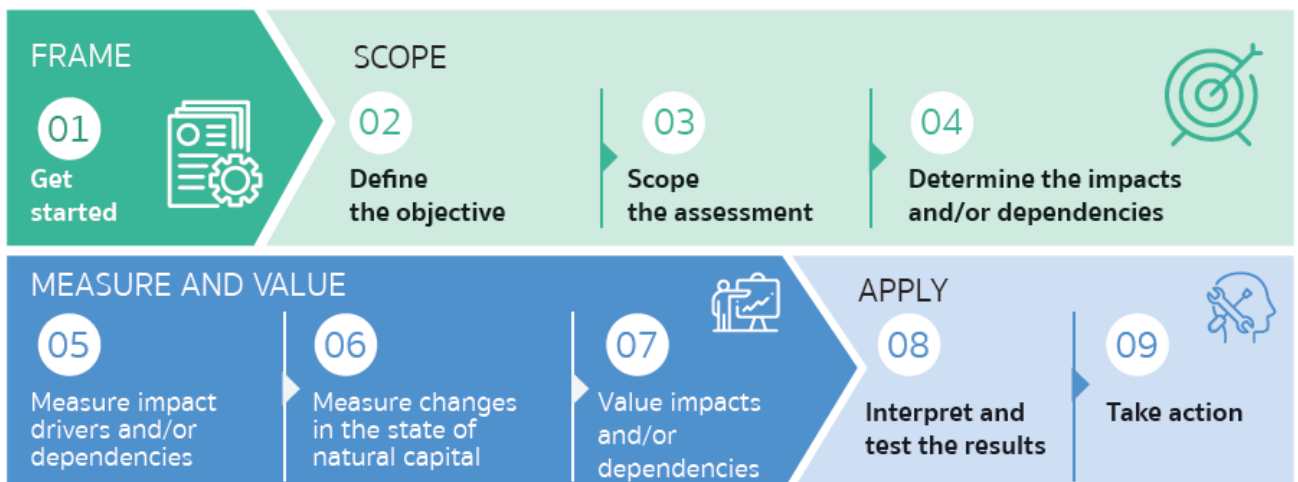 FRAME
01
Get
started
SCOPE
02
Define
the objective
03
Scope
the assessment
04
Determine the impacts
and/or dependencies
MEASURE AND VALUE
05
Measure impact
drivers and/or
dependencies
06
Measure changes
in the state of
natural capital
07
Value impacts
and/or
dependencies
APPLY
08
Interpret and
test the results
09
Take action